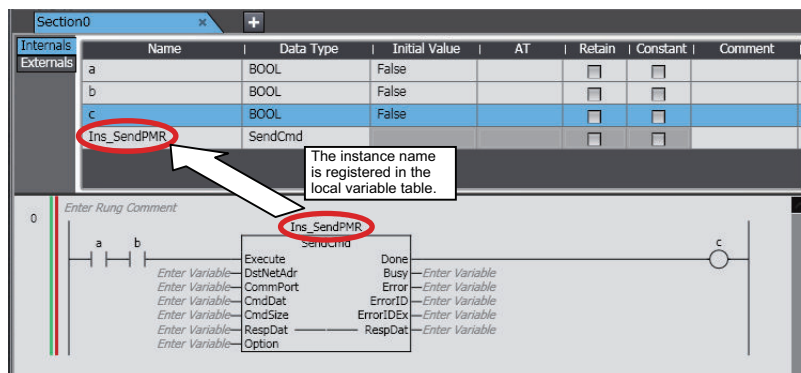 Section0 × +
Internals Name Data Type Initial Value AT Retain Constant Comment
Externals
a BOOL False
b BOOL False
c BOOL False
Ins_SendPMR SendCmd
The instance name
is registered in the
local variable table.
0 Enter Rung Comment
Ins_SendPMR
a b SendCmd c
Execute Done
Enter Variable DstNetAdr Busy Enter Variable
Enter Variable CommPort Error Enter Variable
Enter Variable CmdDat ErrorID Enter Variable
Enter Variable CmdSize ErrorIDEx Enter Variable
Enter Variable RespDat RespDat Enter Variable
Enter Variable Option